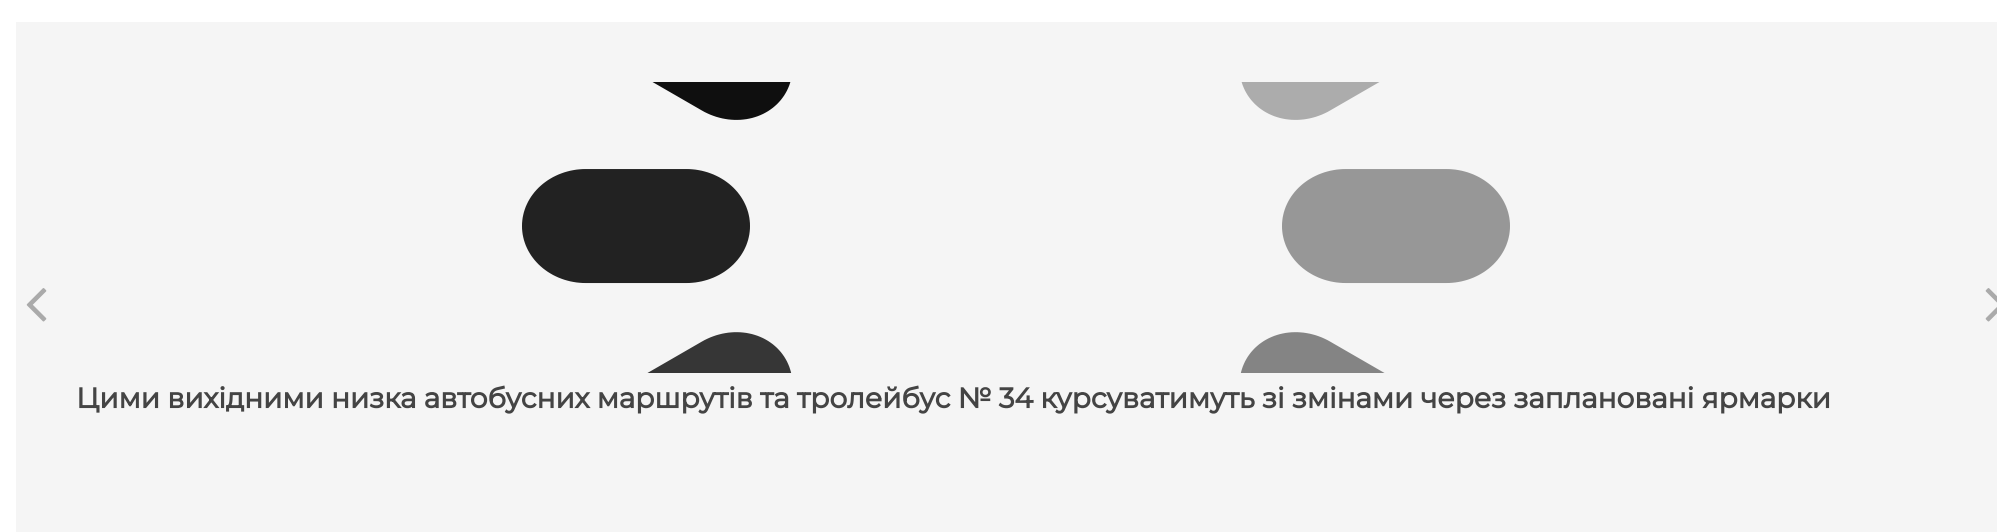 Цими вихідними низка автобусних маршрутів та тролейбус № 34 курсуватимуть зі змінами через заплановані ярмарки